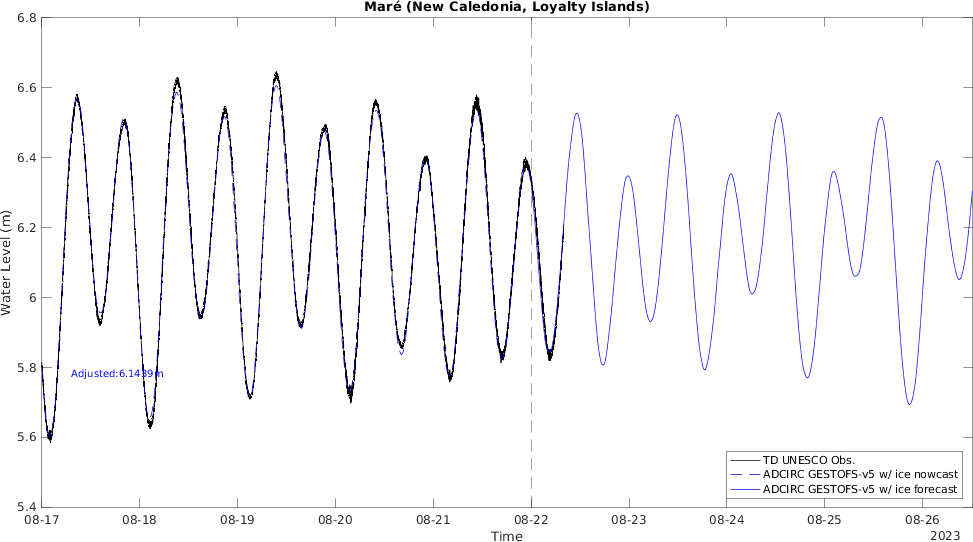 Maré (New Caledonia, Loyalty Islands)
6.8
6.6
6.4
6.2
6
5.8
5.6
5.4
Water Level (m)
Adjusted:6.1439m
TD UNESCO Obs.
ADCIRC GESTOFS-v5 w/ ice nowcast
ADCIRC GESTOFS-v5 w/ ice forecast
08-17 08-18 08-19 08-20 08-21 08-22 08-23 08-24 08-25 08-26
Time
2023